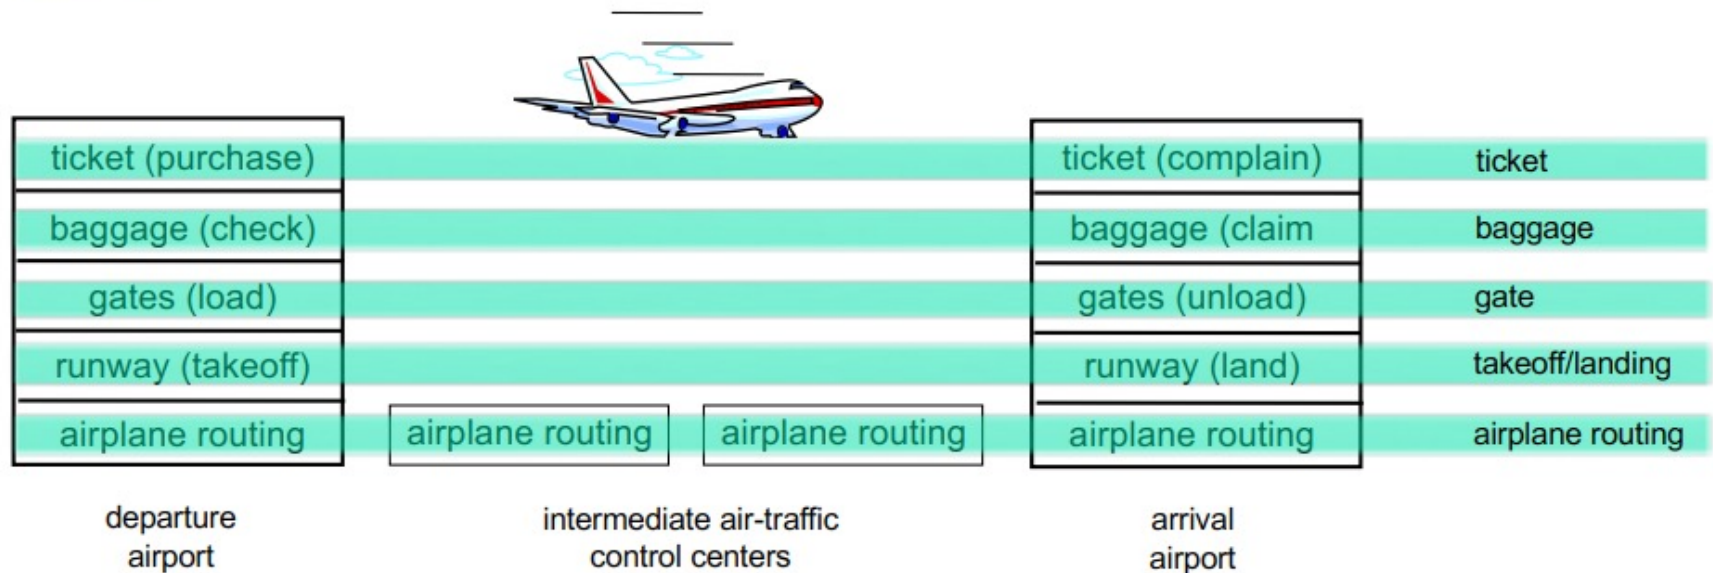 ticket (purchase) ticket (complain) ticket
baggage (check) baggage (claim baggage
gates (load) gates (unload) gate
runway (takeoff) runway (land) takeoff/landing
airplane routing airplane routing airplane routing airplane routing airplane routing
departure intermediate air-traffic arrival
airport control centers airport